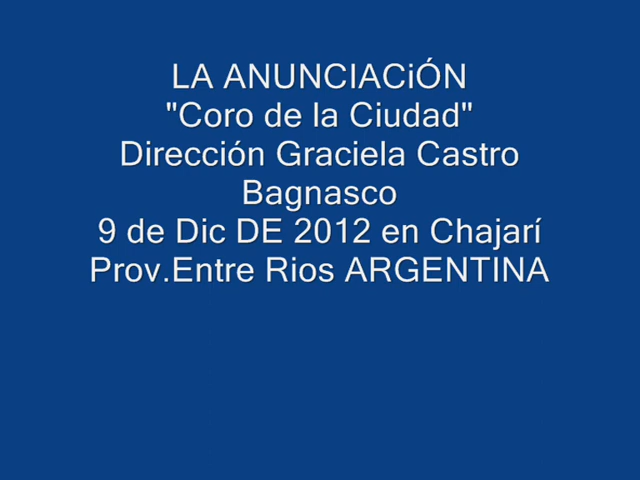 LA ANUNCIACiÓN
"Coro de la Ciudad"
Dirección Graciela Castro
Bagnasco
9 de Dic DE 2012 en Chajarí
Prov.Entre Rios ARGENTINA